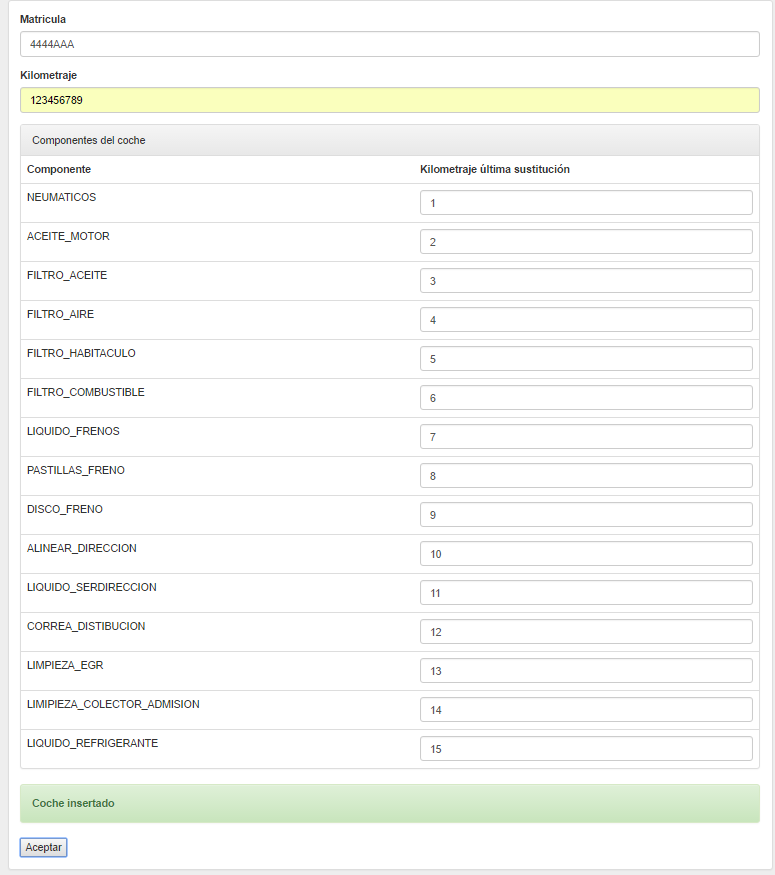 Matricula
4444AAA
Kilometraje
123456789
Componentes del coche
Componente Kilometraje última sustitución
NEUMATICOS 1
ACEITE_MOTOR 2
FILTRO_ACEITE 3
FILTRO_AIRE 4
FILTRO_HABITACULO 5
FILTRO_COMBUSTIBLE 6
LIQUIDO_FRENOS 7
PASTILLAS_FRENO 8
DISCO_FRENO 9
ALINEAR_DIRECCION 10
LIQUIDO_SERDIRECCION 11
CORREA_DISTIBUCION 12
LIMPIEZA_EGR 13
LIMIPIEZA_COLECTOR_ADMISION 14
LIQUIDO_REFRIGERANTE 15
Coche insertado
Aceptar